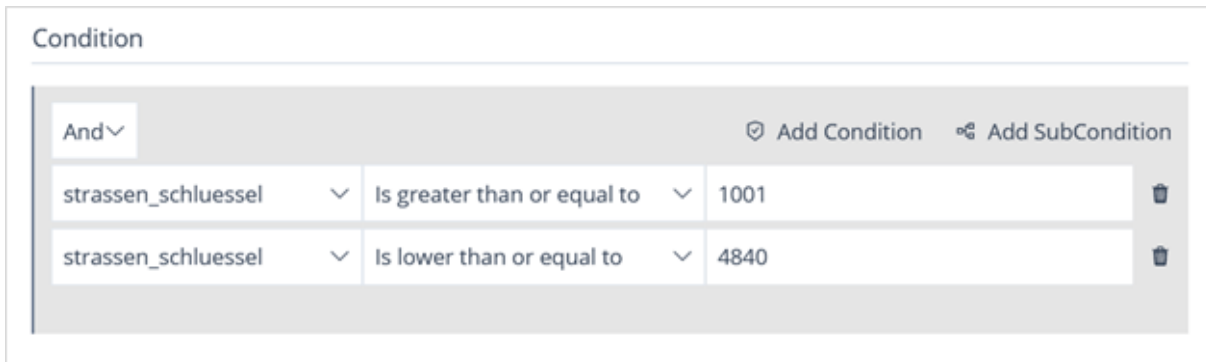 Condition
And Add Condition Add SubCondition
strassen_schluessel Is greater than or equal to 1001
strassen_schluessel Is lower than or equal to 4840